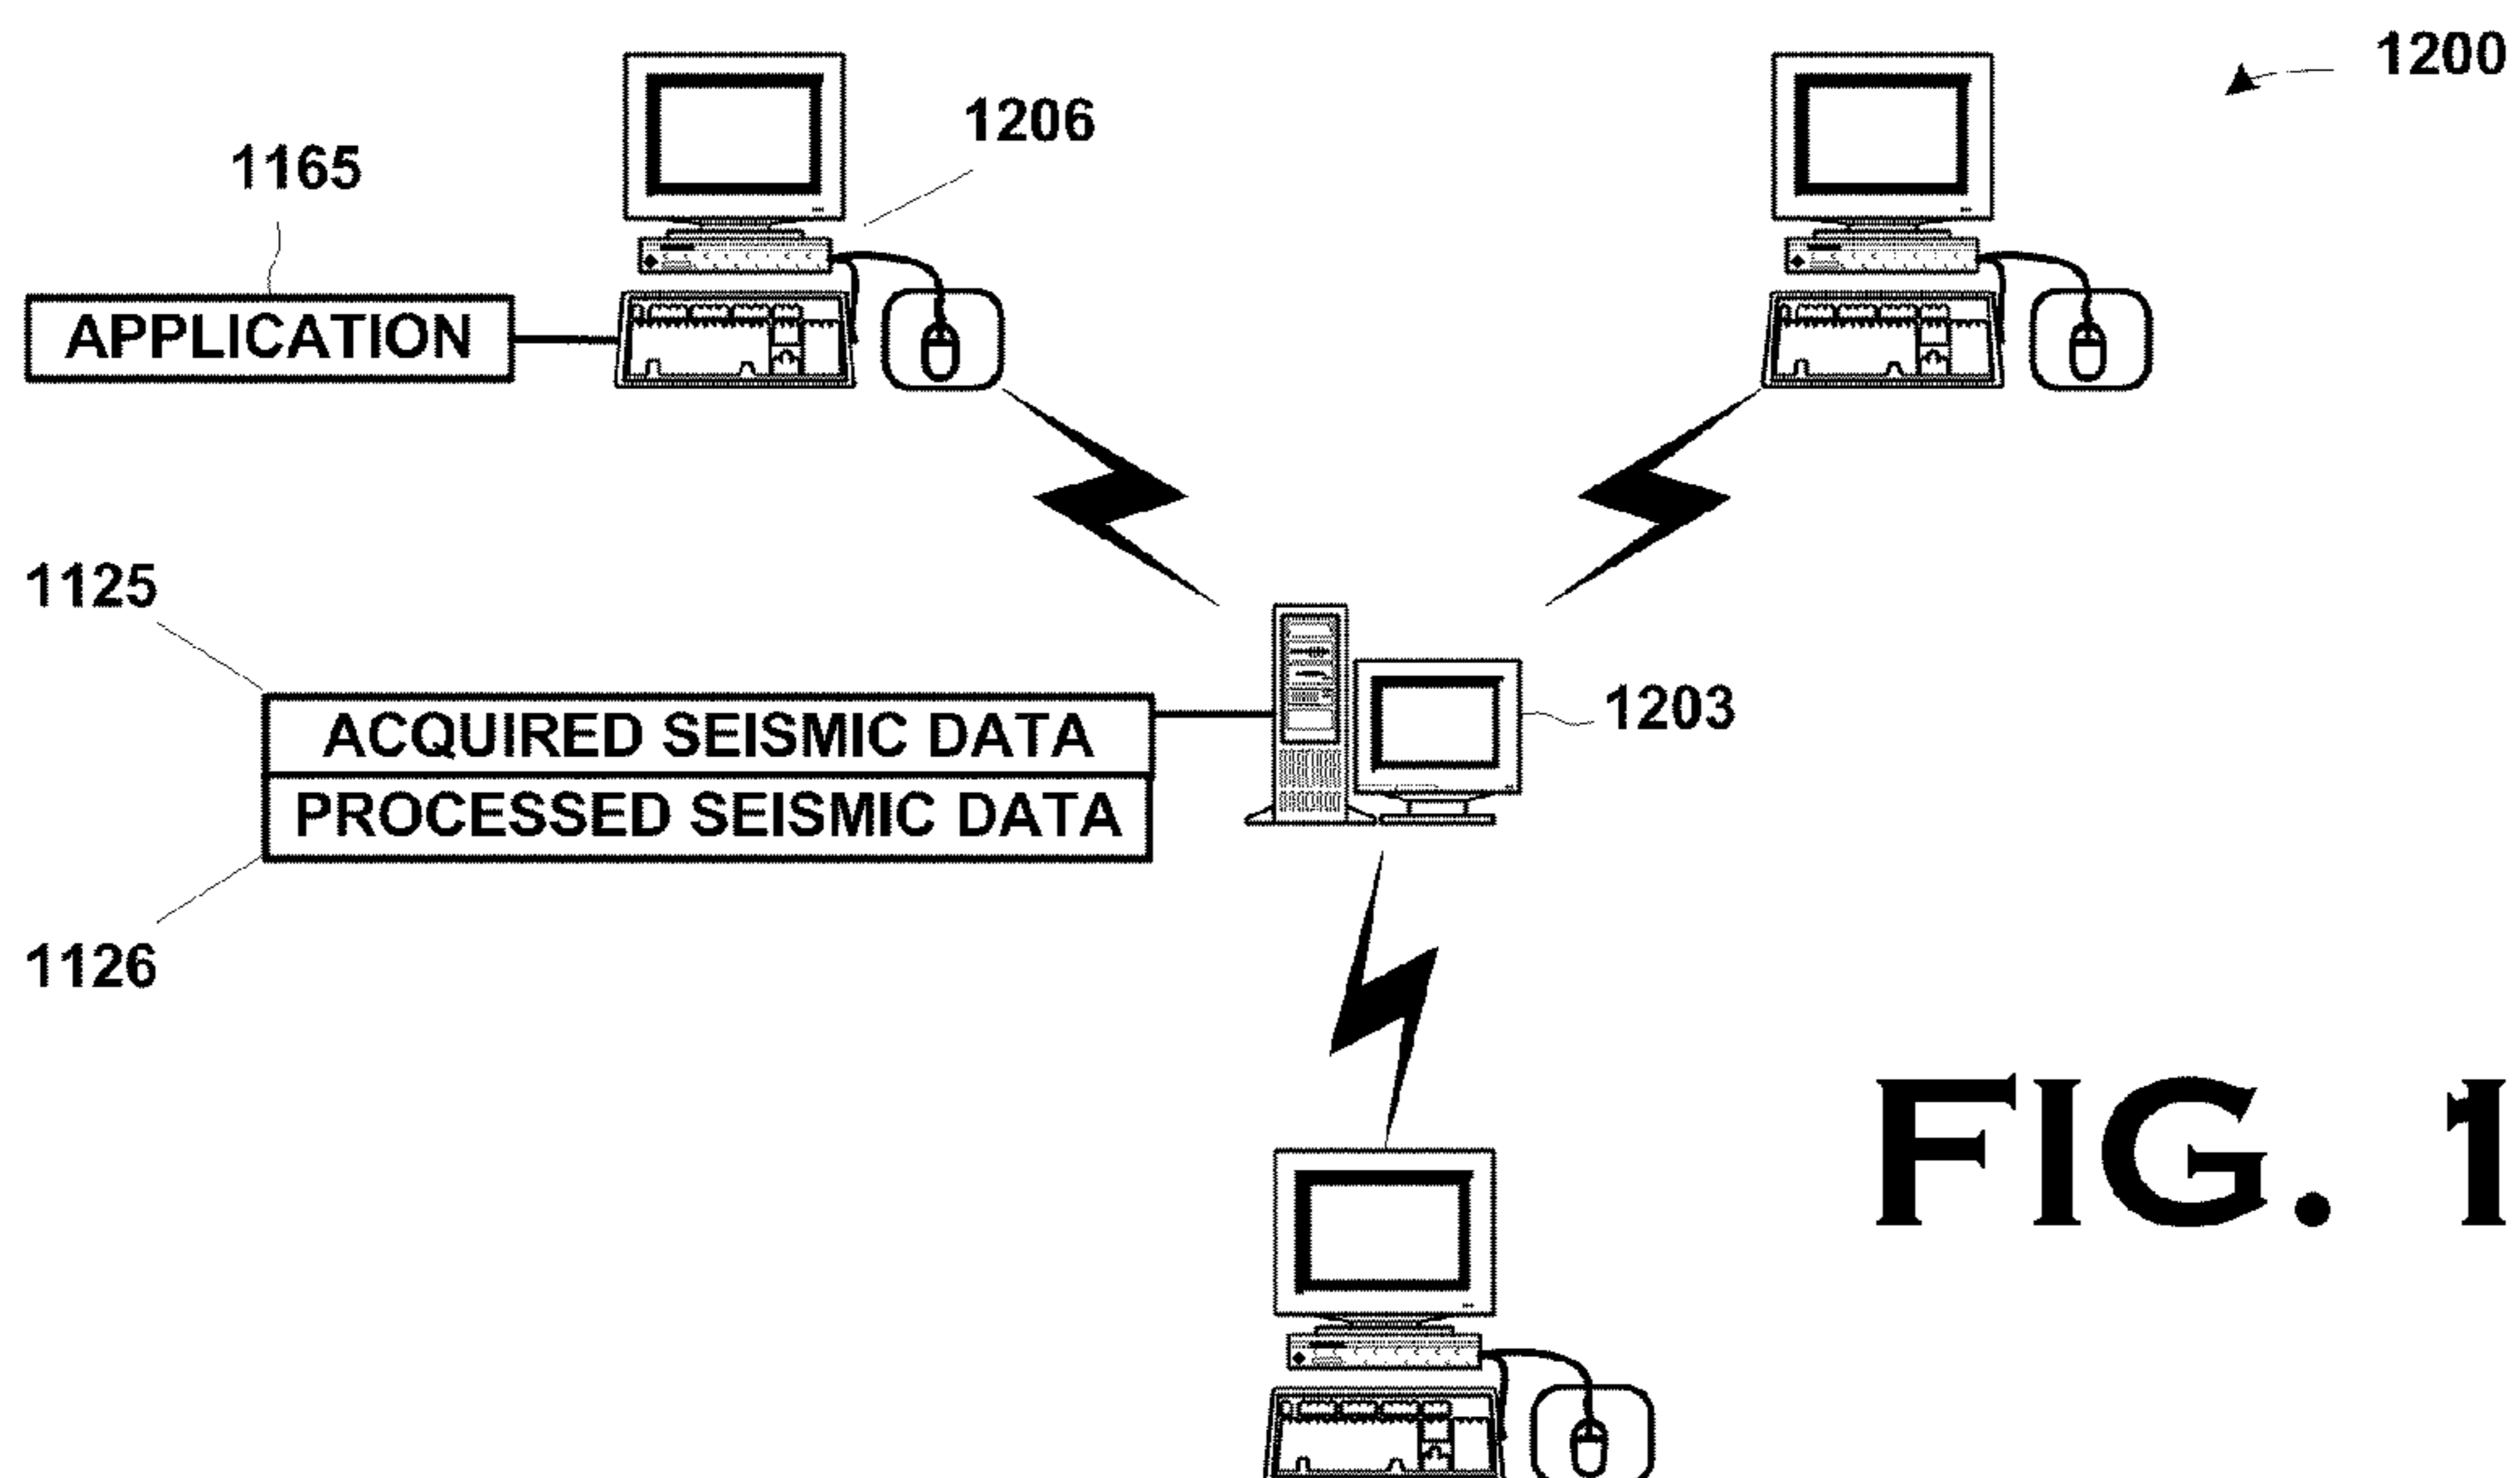 1200
1206
1165
APPLICATION
1125
ACQUIRED SEISMIC DATA
1203
PROCESSED SEISMIC DATA
1126
FIG. 1